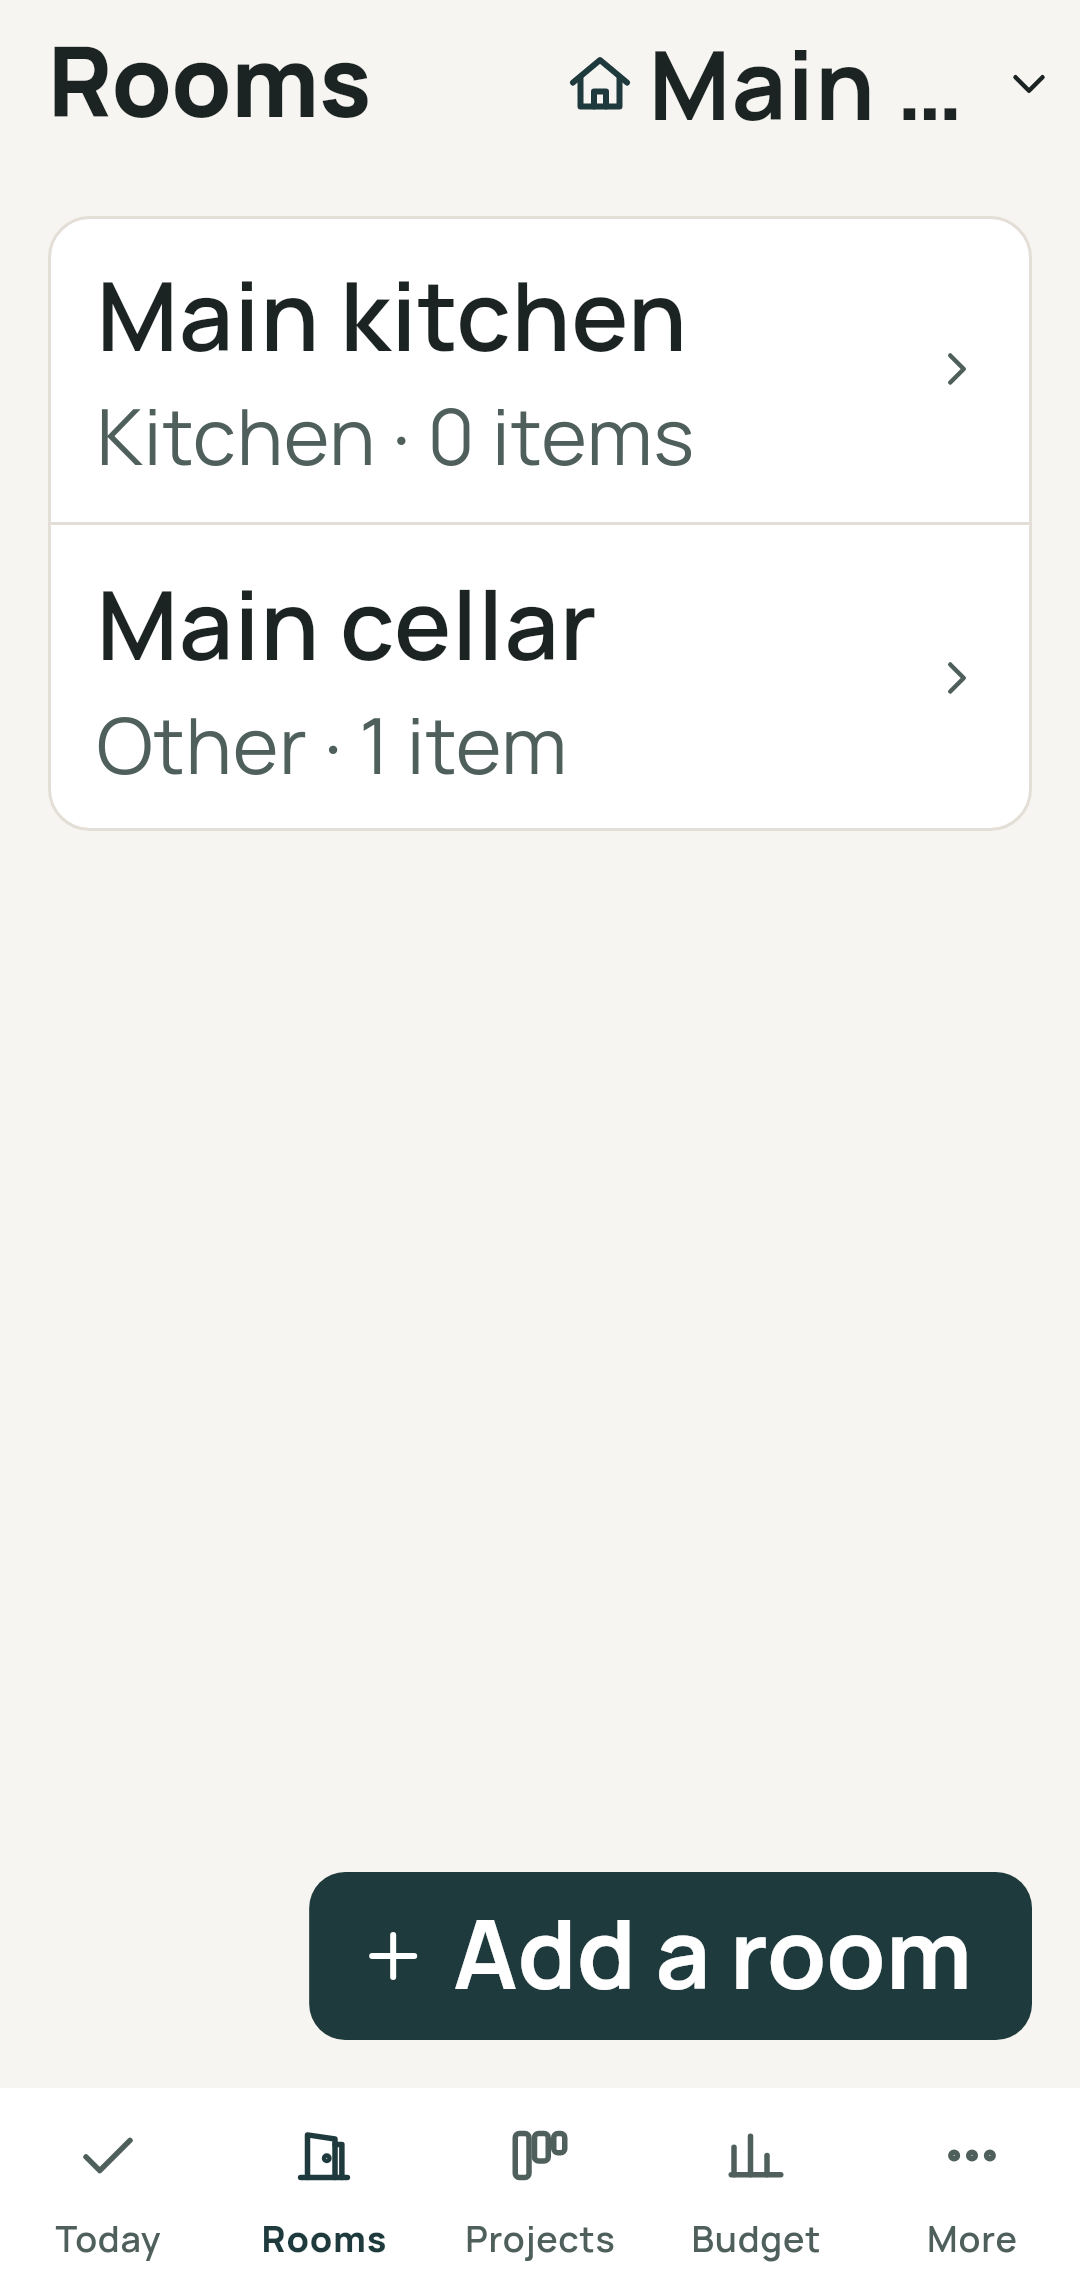 Rooms
Main ...
Main kitchen
Kitchen · 0 items
Main cellar
Other · 1 item
+ Add a room
Today
Rooms
Projects
Budget
More